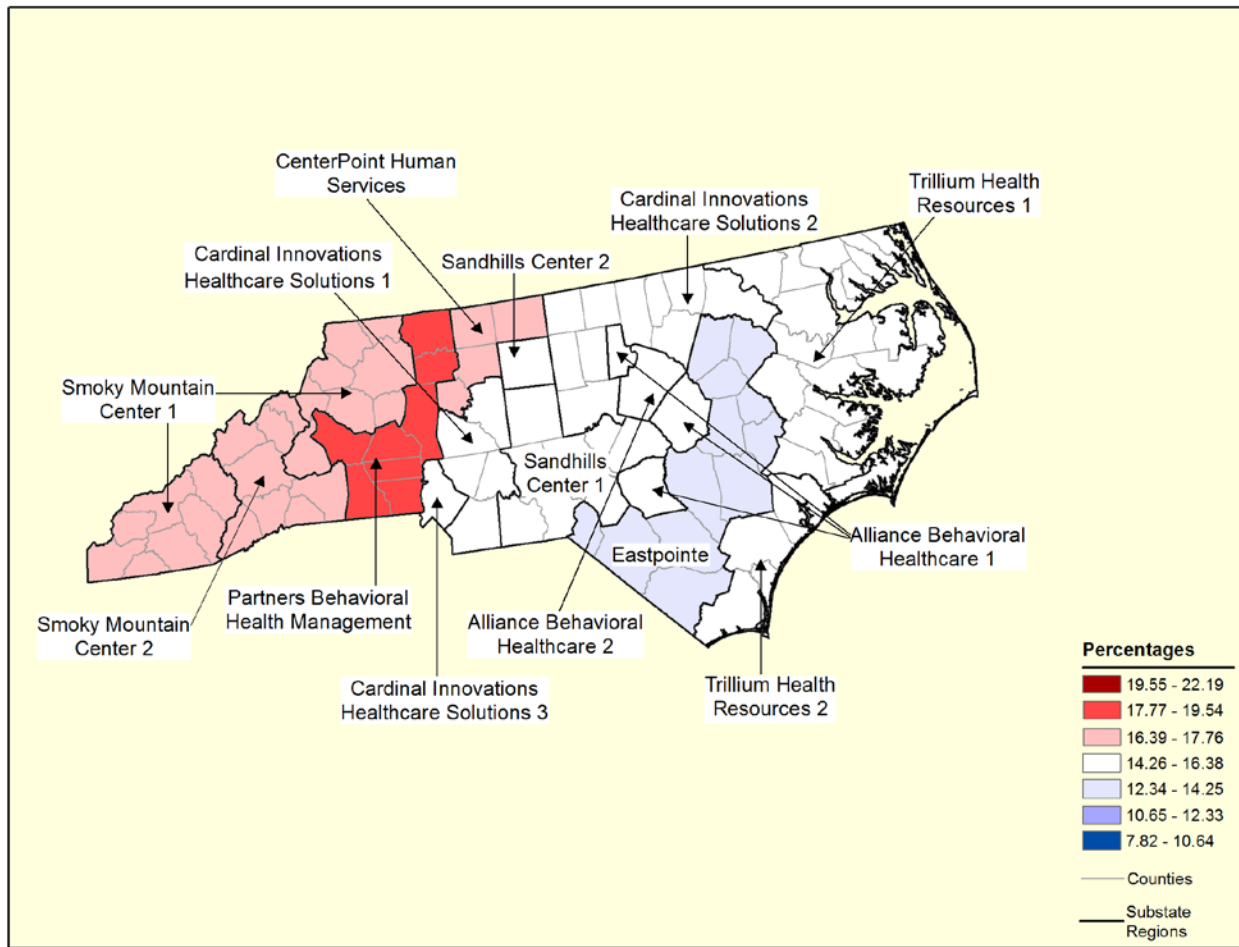 CenterPoint Human
Services
Trillium Health
Resources 1
Cardinal Innovations
Healthcare Solutions 2
Cardinal Innovations
Healthcare Solutions 1
Sandhills Center 2
Smoky Mountain
Center 1
Sandhills
Center 1
Eastpointe
Alliance Behavioral
Healthcare 1
Partners Behavioral
Health Management
Smoky Mountain
Center 2
Alliance Behavioral
Healthcare 2
Cardinal Innovations
Healthcare Solutions 3
Trillium Health
Resources 2
Percentages
19.55 - 22.19
17.77 - 19.54
16.39 - 17.76
14.26 - 16.38
12.34 - 14.25
10.65 - 12.33
7.82 - 10.64
Counties
Substate
Regions